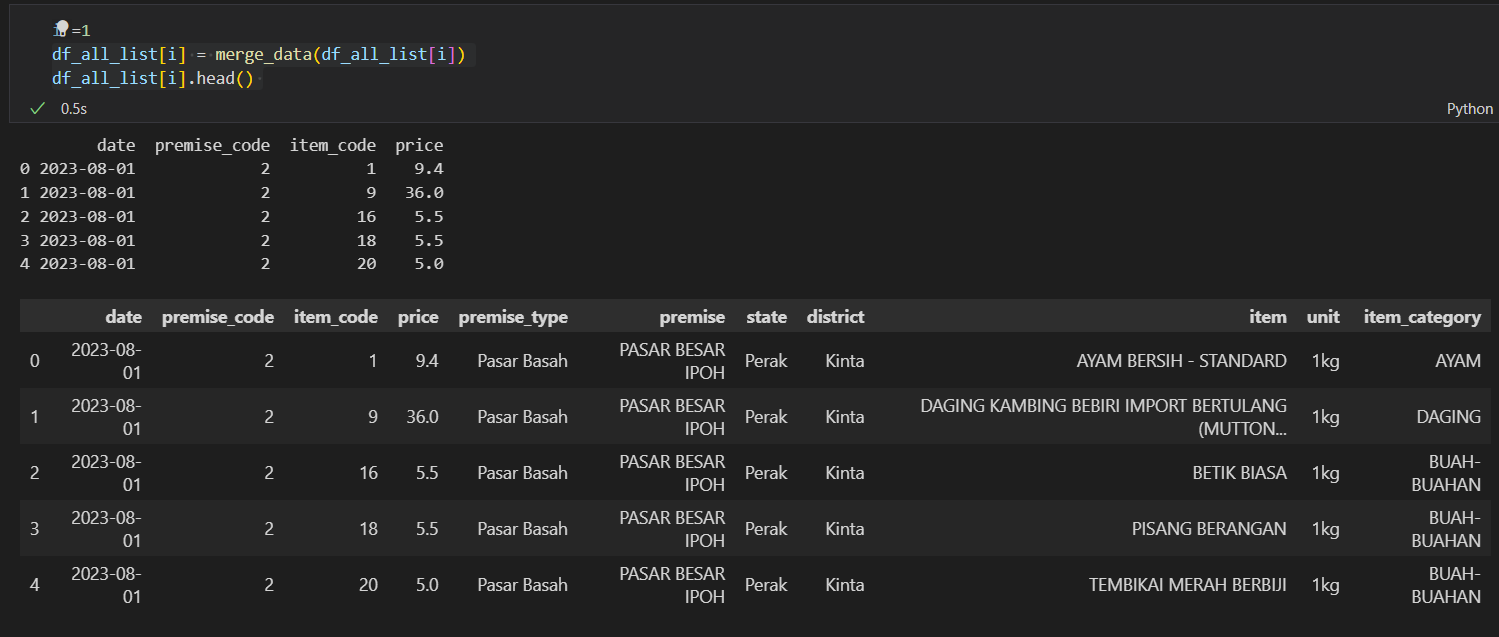 i =1
df_all_list[i] = merge_data(df_all_list[i])
df_all_list[i].head()
0.5s
Python
date premise_code item_code price
0 2023-08-01 2 1 9.4
1 2023-08-01 2 9 36.0
2 2023-08-01 2 16 5.5
3 2023-08-01 2 18 5.5
4 2023-08-01 2 20 5.0
date premise_code item_code price premise_type premise state district item unit item_category
0 2023-08-01 2 1 9.4 Pasar Basah PASAR BESAR IPOH Perak Kinta AYAM BERSIH - STANDARD 1kg AYAM
1 2023-08-01 2 9 36.0 Pasar Basah PASAR BESAR IPOH Perak Kinta DAGING KAMBING BEBIRI IMPORT BERTULANG (MUTTON... 1kg DAGING
2 2023-08-01 2 16 5.5 Pasar Basah PASAR BESAR IPOH Perak Kinta BETIK BIASA 1kg BUAH-BUAHAN
3 2023-08-01 2 18 5.5 Pasar Basah PASAR BESAR IPOH Perak Kinta PISANG BERANGAN 1kg BUAH-BUAHAN
4 2023-08-01 2 20 5.0 Pasar Basah PASAR BESAR IPOH Perak Kinta TEMBIKAI MERAH BERBIJI 1kg BUAH-BUAHAN